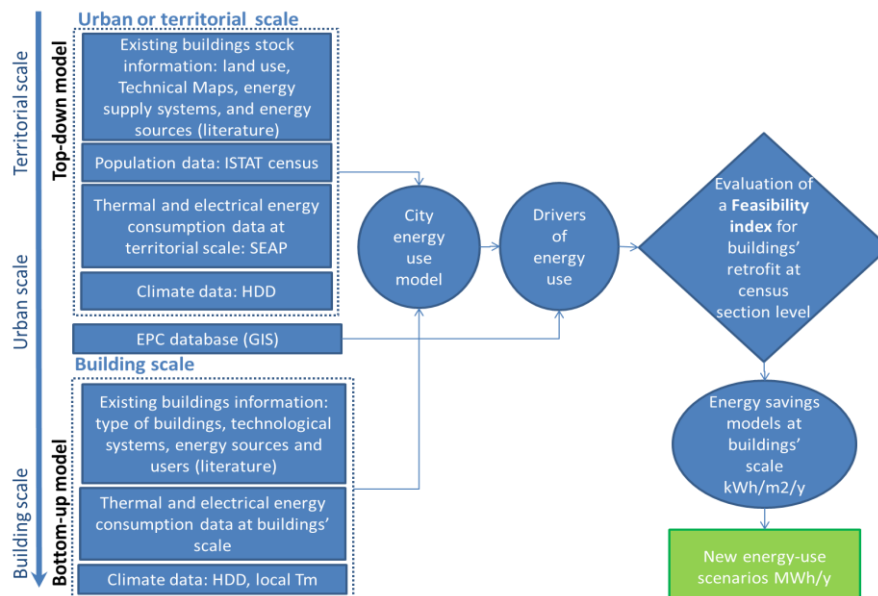 Urban or territorial scale
Territorial scale
Urban scale
Building scale
Top-down model
Existing buildings stock
information: land use,
Technical Maps, energy
supply systems, and energy
sources (literature)
Population data: ISTAT census
Thermal and electrical energy
consumption data at
territorial scale: SEAP
Climate data: HDD
EPC database (GIS)
Building scale
Bottom-up model
Existing buildings information:
type of buildings, technological
systems, energy sources and
users (literature)
Thermal and electrical energy
consumption data at buildings’
scale
Climate data: HDD, local Tm
City
energy
use
model
Drivers
of
energy
use
Evaluation of
a Feasibility
index for
buildings’
retrofit at
census
section level
Energy savings
models at
buildings’
scale
kWh/m2/y
New energy-use
scenarios MWh/y